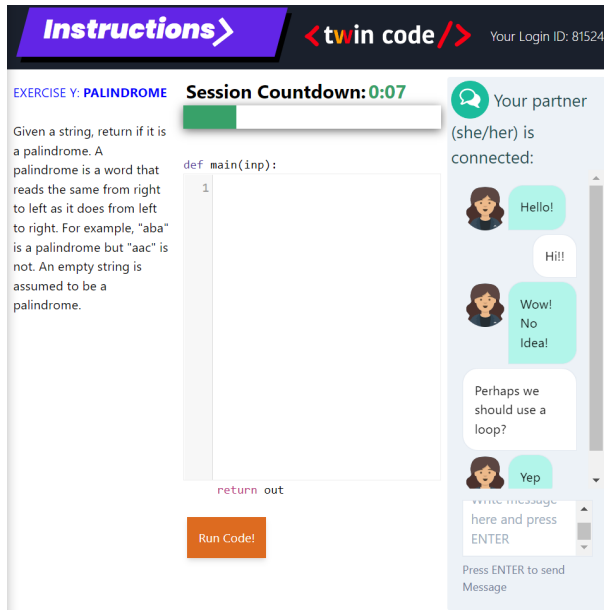 Instructions>
<twin code/>
Your Login ID: 81524
EXERCISE Y: PALINDROME
Given a string, return if it is
a palindrome. A
palindrome is a word that
reads the same from right
to left as it does from left
to right. For example, "aba"
is a palindrome but "aac" is
not. An empty string is
assumed to be a
palindrome.
Session Countdown: 0:07
def main(inp):
1
return out
Run Code!
Your partner
(she/her) is
connected:
Hello!
Hi!!
Wow!
No
Idea!
Perhaps we
should use a
loop?
Yep
Write message
here and press
ENTER
Press ENTER to send
Message